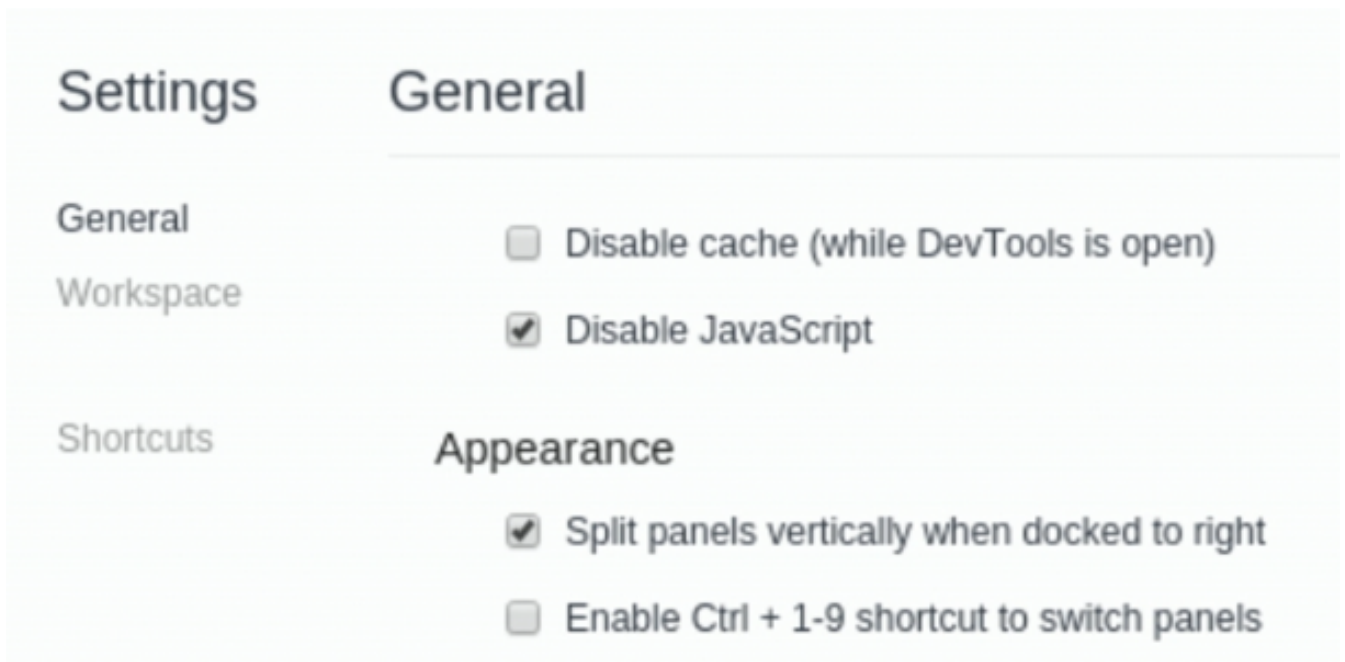 Settings
General
General
Workspace
Shortcuts
Disable cache (while DevTools is open)
Disable JavaScript
Appearance
Split panels vertically when docked to right
Enable Ctrl + 1-9 shortcut to switch panels